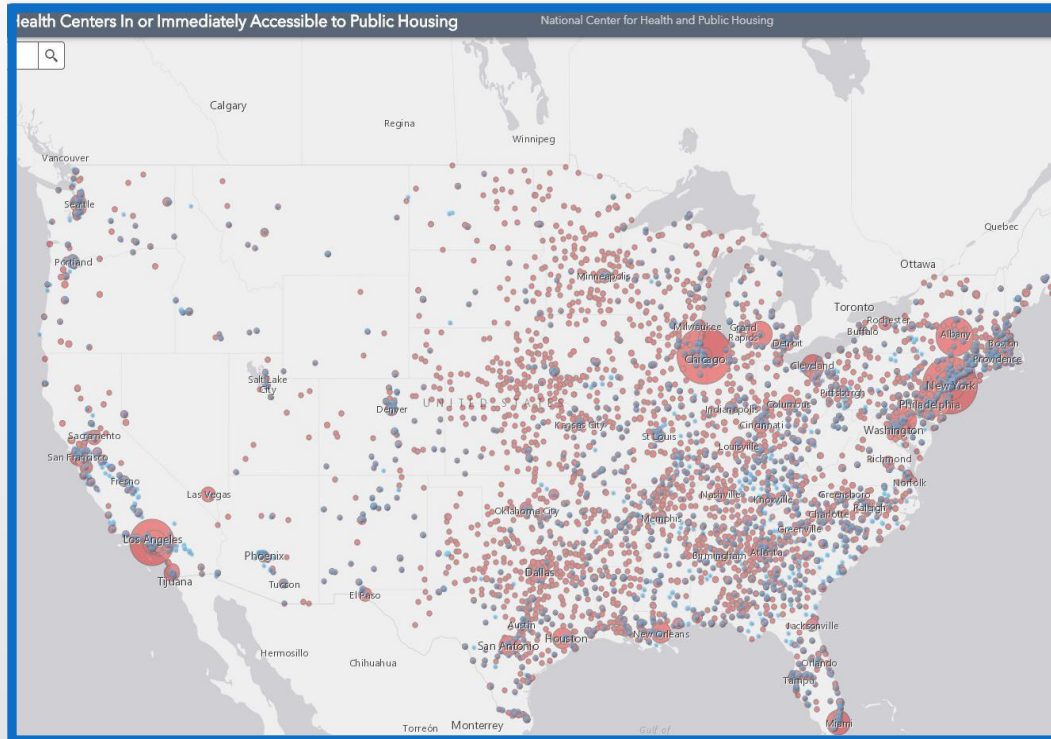 Health Centers In or Immediately Accessible to Public Housing
National Center for Health and Public Housing
Calgary
Regina
Winnipeg
Vancouver
Seattle
Quebec
Portland
Ottawa
Minneapolis
Toronto
Rochester
Buffalo
Albany
Milwaukee
Grand
Rapids
Detroit
Boston
Chicago
Cleveland
Providence
Salt Lake
City
New York
Denver
UNITED STATES
Pittsburgh
Philadelphia
Indianapolis
Columbus
Kansas City
Cincinnati
Washington
St Louis
Sacramento
Louisville
San Francisco
Richmond
Fresno
Norfolk
Las Vegas
Nashville
Knoxville
Greensboro
Raleigh
Oklahoma City
Memphis
Charlotte
Greenville
Los Angeles
Phoenix
Birmingham
Atlanta
Tijuana
Tucson
Dallas
El Paso
Austin
Jacksonville
San Antonio
Houston
New Orleans
Hermosillo
Chihuahua
Orlando
Tampa
Torreón
Monterrey
Miami
Gulf of